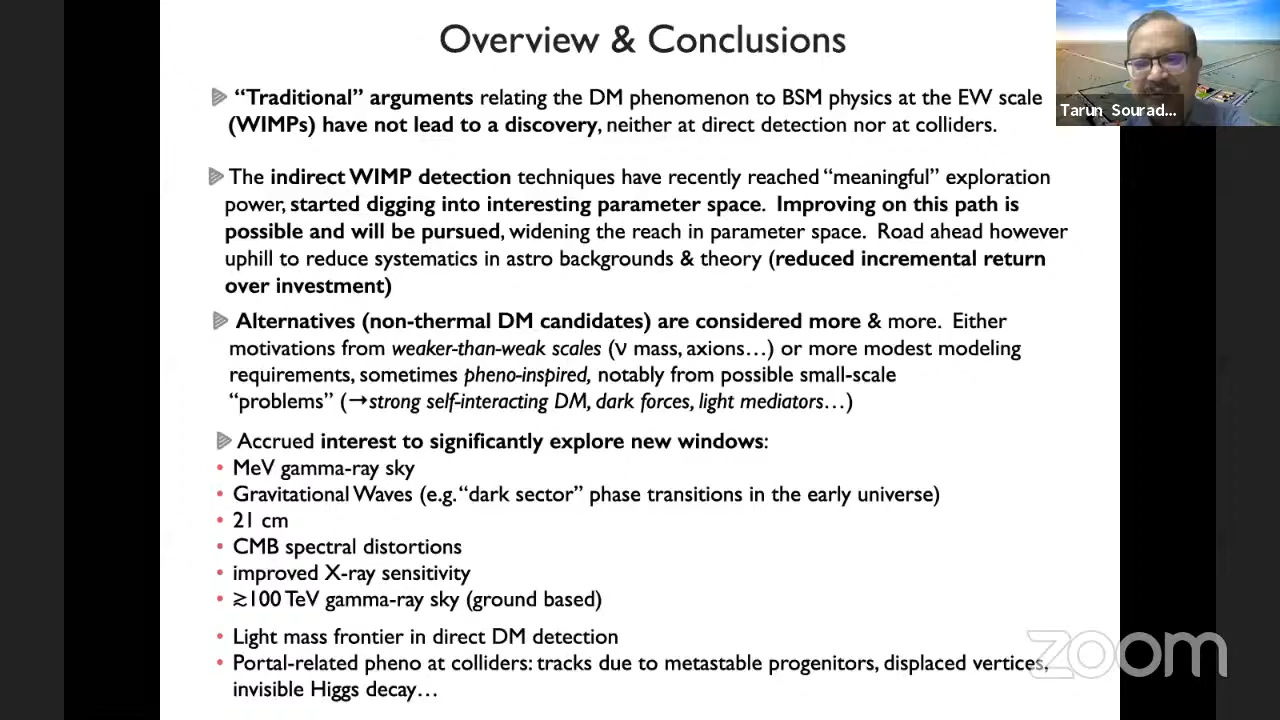 Overview & Conclusions
“Traditional” arguments relating the DM phenomenon to BSM physics at the EW scale
(WIMPs) have not lead to a discovery, neither at direct detection nor at colliders.
Tarun Sourad...
The indirect WIMP detection techniques have recently reached “meaningful” exploration
power, started digging into interesting parameter space. Improving on this path is
possible and will be pursued, widening the reach in parameter space. Road ahead however
uphill to reduce systematics in astro backgrounds & theory (reduced incremental return
over investment)
Alternatives (non-thermal DM candidates) are considered more & more. Either
motivations from weaker-than-weak scales (ν mass, axions…) or more modest modeling
requirements, sometimes pheno-inspired, notably from possible small-scale
“problems” (→strong self-interacting DM, dark forces, light mediators…)
Accrued interest to significantly explore new windows:
• MeV gamma-ray sky
• Gravitational Waves (e.g. “dark sector” phase transitions in the early universe)
• 21 cm
• CMB spectral distortions
• improved X-ray sensitivity
• ≳100 TeV gamma-ray sky (ground based)
• Light mass frontier in direct DM detection
• Portal-related pheno at colliders: tracks due to metastable progenitors, displaced vertices,
invisible Higgs decay…
zoom